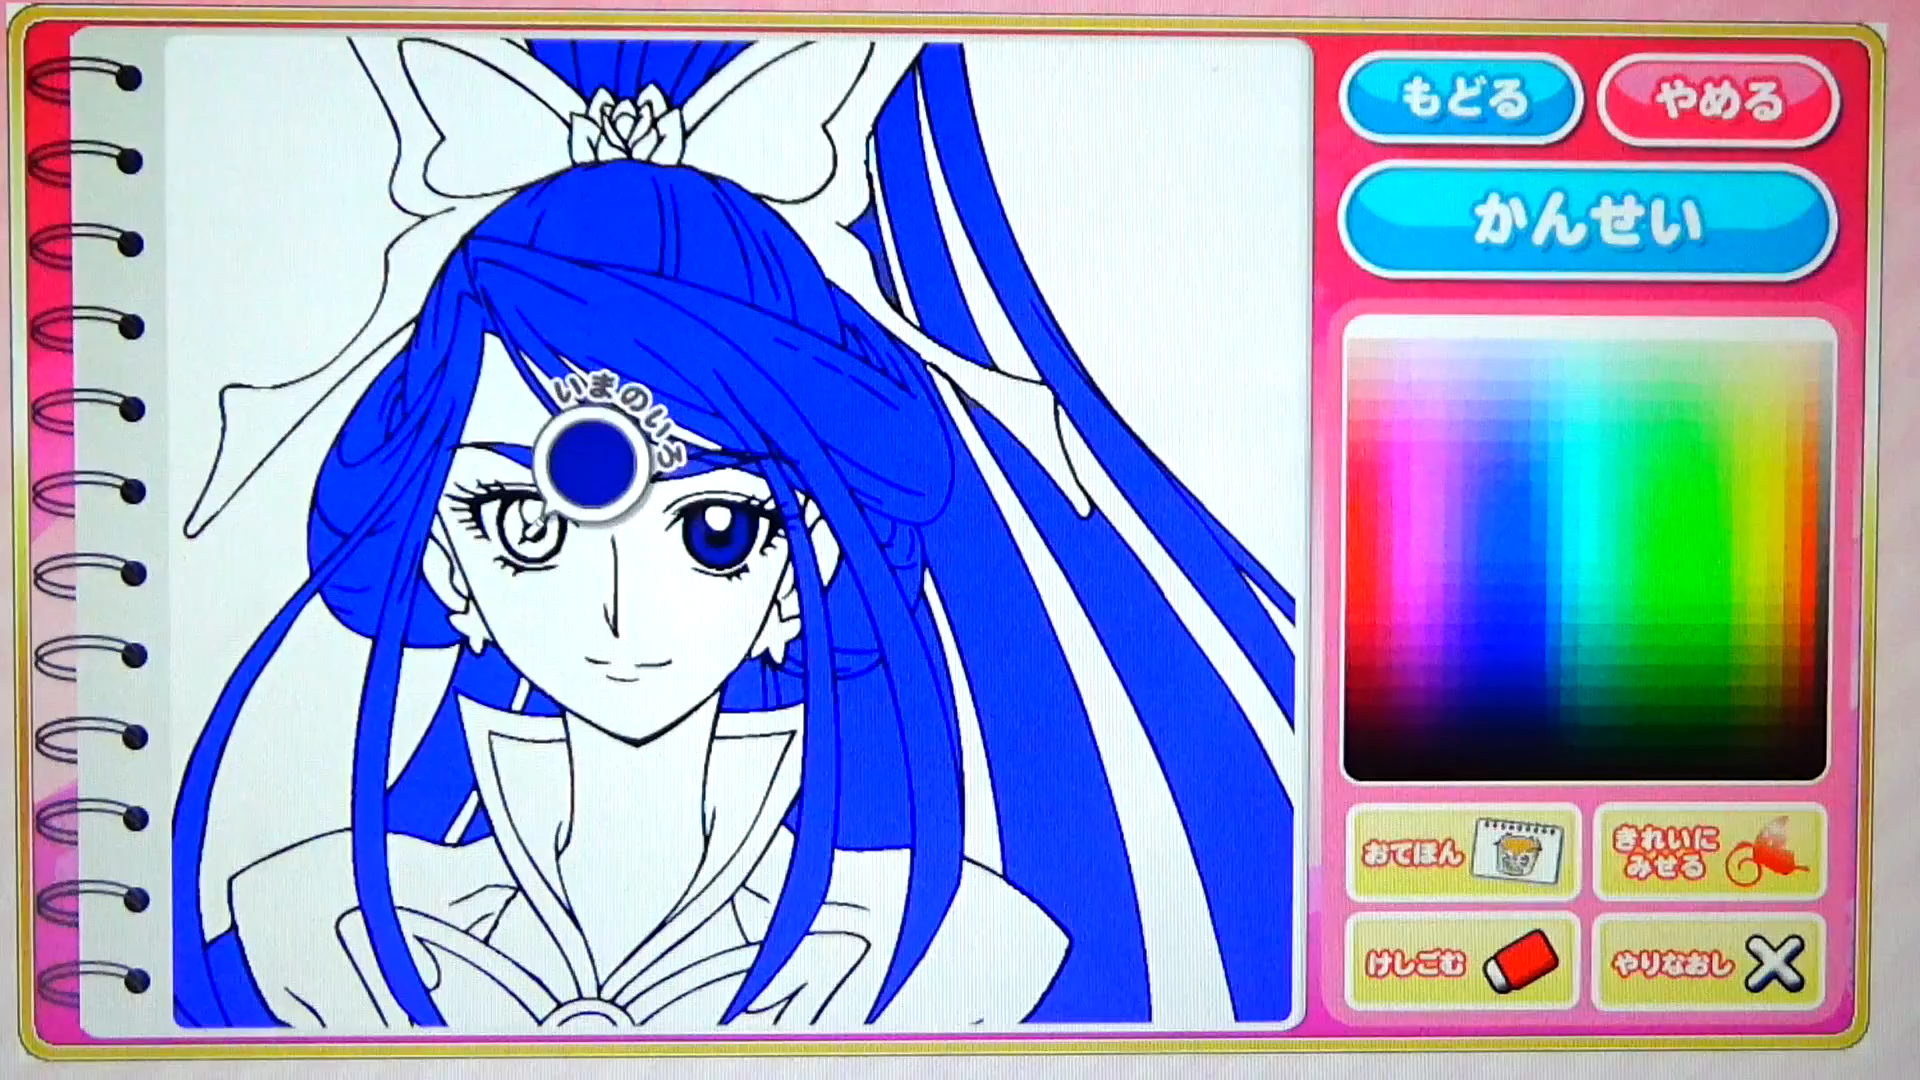 もどる
やめる
かんせい
いまのいろ
おてほん
きれいに
みせる
けしごむ
やりなおし